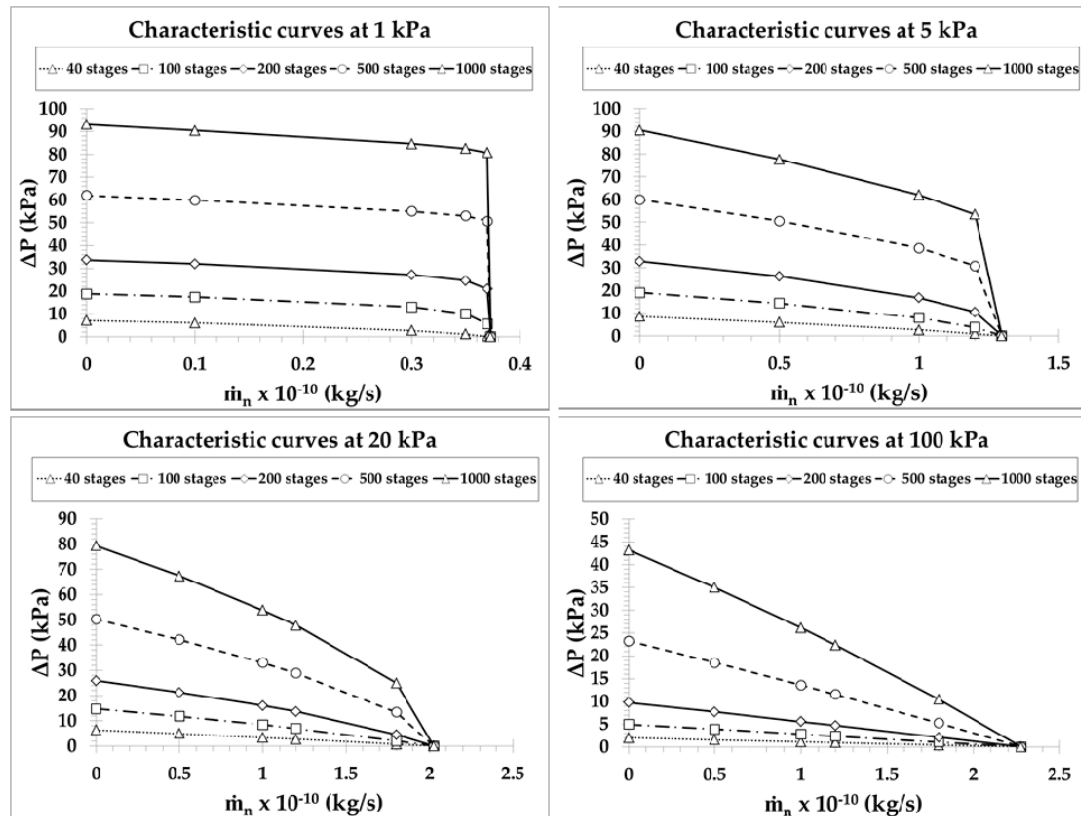 Characteristic curves at 1 kPa
40 stages 100 stages 200 stages 500 stages 1000 stages
100
90
80
70
60
50
40
30
20
10
0
ΔP (kPa)
0 0.1 0.2 0.3 0.4
ṁn x 10-10 (kg/s)
Characteristic curves at 5 kPa
40 stages 100 stages 200 stages 500 stages 1000 stages
100
90
80
70
60
50
40
30
20
10
0
ΔP (kPa)
0 0.5 1 1.5
ṁn x 10-10 (kg/s)
Characteristic curves at 20 kPa
40 stages 100 stages 200 stages 500 stages 1000 stages
90
80
70
60
50
40
30
20
10
0
ΔP (kPa)
0 0.5 1 1.5 2 2.5
ṁn x 10-10 (kg/s)
Characteristic curves at 100 kPa
40 stages 100 stages 200 stages 500 stages 1000 stages
50
45
40
35
30
25
20
15
10
5
0
ΔP (kPa)
0 0.5 1 1.5 2 2.5
ṁn x 10-10 (kg/s)